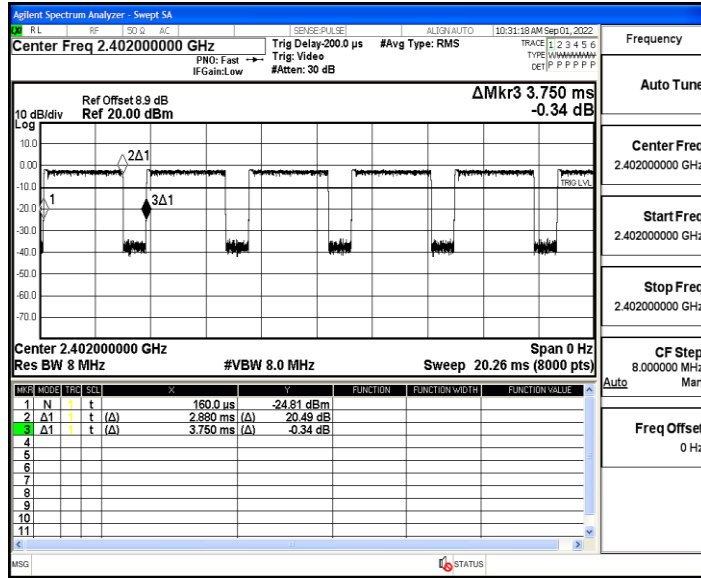 Agilent Spectrum Analyzer - Swept SA
RL RF 50 Ω AC SENSE:PULSE ALIGN AUTO 10:31:18 AM Sep 01, 2022
Center Freq 2.402000000 GHz
Trig Delay-200.0 µs #Avg Type: RMS
TRACE 1 2 3 4 5 6
PNO: Fast Trig: Video
TYPE
IFGain:Low #Atten: 30 dB
DET P P P P P P
ΔMkr3 3.750 ms
-0.34 dB
Ref Offset 8.9 dB
10 dB/div Ref 20.00 dBm
Log
10.0
0.00
-10.0
-20.0
-30.0
-40.0
-50.0
-60.0
-70.0
2Δ1
1
3Δ1
TRIG LVL
Center 2.402000000 GHz Span 0 Hz
Res BW 8 MHz #VBW 8.0 MHz Sweep 20.26 ms (8000 pts)
MKR MODE TRC SCL X Y FUNCTION FUNCTION WIDTH FUNCTION VALUE
1 N 1 t 160.0 µs -24.81 dBm
2 Δ1 1 t (Δ) 2.880 ms (Δ) 20.49 dB
3 Δ1 1 t (Δ) 3.750 ms (Δ) -0.34 dB
4
5
6
7
8
9
10
11
MSG STATUS
Frequency
Auto Tune
Center Freq
2.402000000 GHz
Start Freq
2.402000000 GHz
Stop Freq
2.402000000 GHz
CF Step
8.000000 MHz
Auto Man
Freq Offset
0 Hz